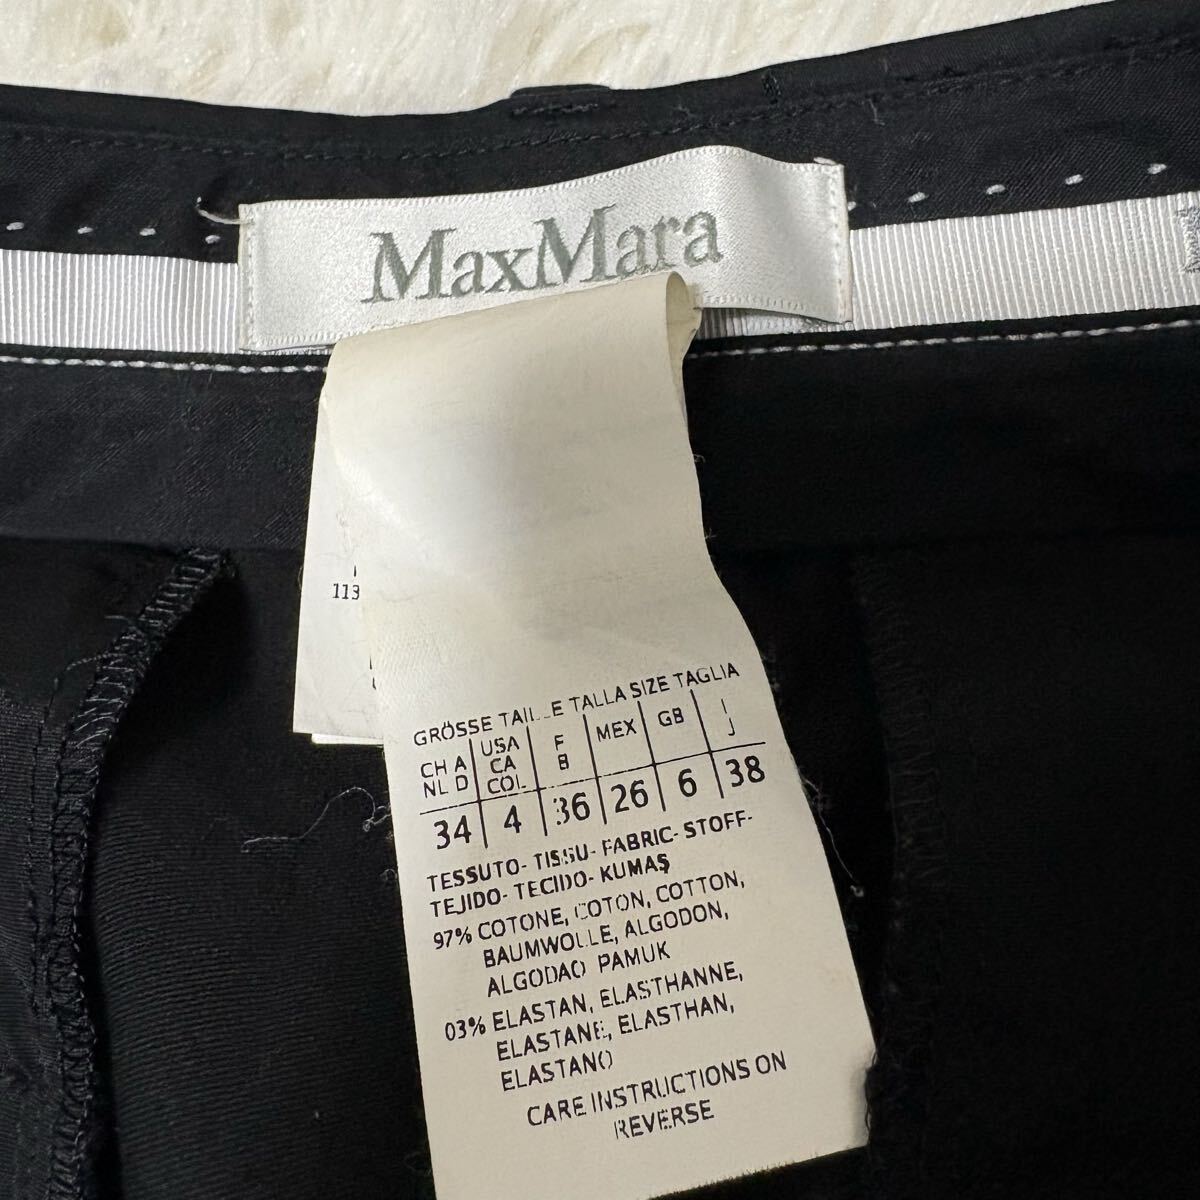 MaxMara
113
GRÖSSE TAILLE TALLA SIZE TAGLIA
CH A NL D | USA CA COL | F B | MEX | GB | I J
34 | 4 | 36 | 26 | 6 | 38
TESSUTO- TISSU- FABRIC- STOFF-
TEJIDO- TECIDO- KUMAŞ
97% COTONE, COTON, COTTON,
BAUMWOLLE, ALGODON,
ALGODAO PAMUK
03% ELASTAN, ELASTHANNE,
ELASTANE, ELASTHAN,
ELASTANO
CARE INSTRUCTIONS ON
REVERSE